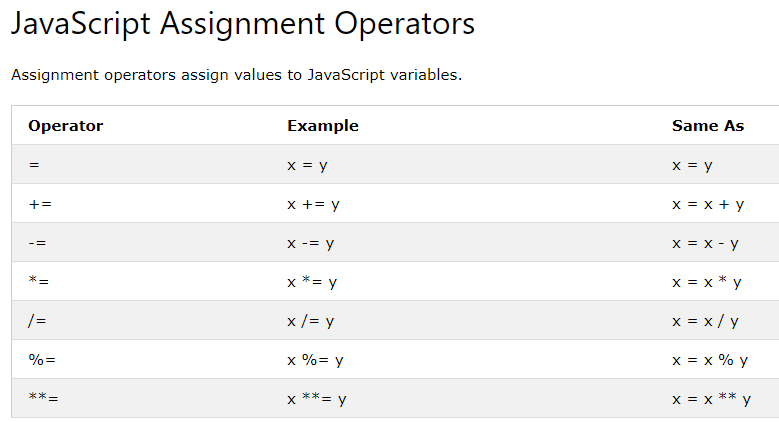 JavaScript Assignment Operators
Assignment operators assign values to JavaScript variables.
Operator Example Same As
= x = y x = y
+= x += y x = x + y
-= x -= y x = x - y
*= x *= y x = x * y
/= x /= y x = x / y
%= x %= y x = x % y
**= x **= y x = x ** y